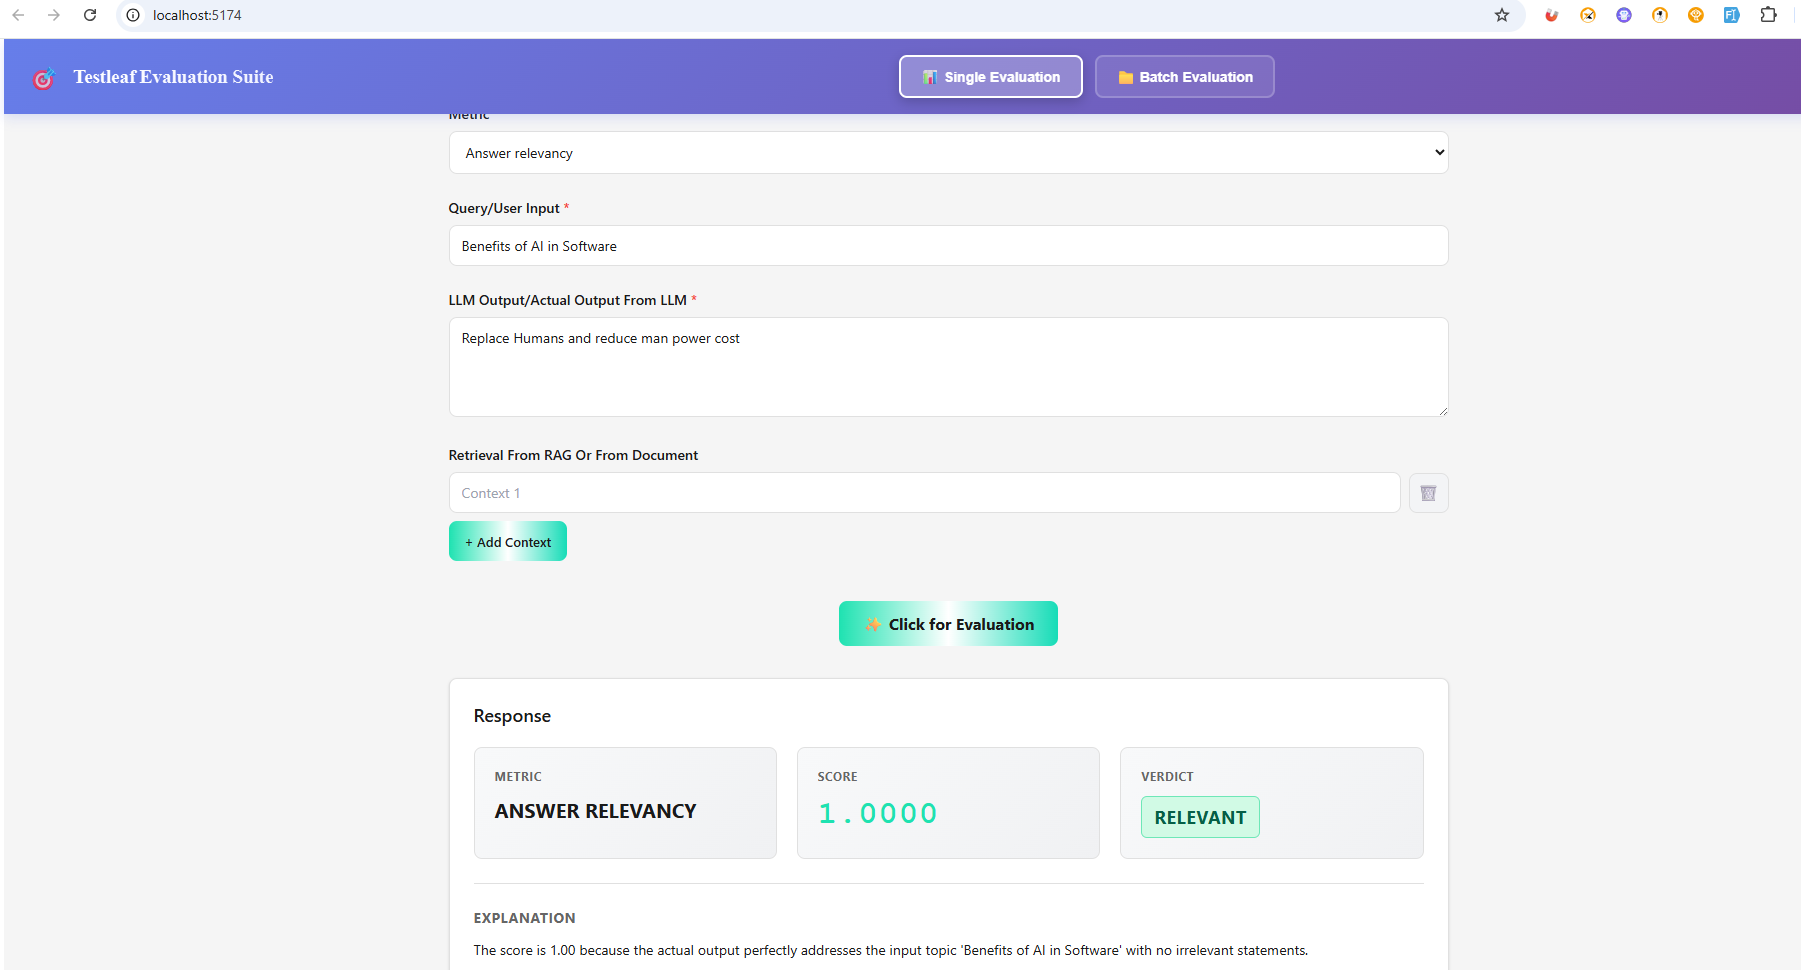 localhost:5174
Testleaf Evaluation Suite
Single Evaluation
Batch Evaluation
Metric
Answer relevancy
Query/User Input *
Benefits of AI in Software
LLM Output/Actual Output From LLM *
Replace Humans and reduce man power cost
Retrieval From RAG Or From Document
Context 1
+ Add Context
✨ Click for Evaluation
Response
METRIC
ANSWER RELEVANCY
SCORE
1.0000
VERDICT
RELEVANT
EXPLANATION
The score is 1.00 because the actual output perfectly addresses the input topic 'Benefits of AI in Software' with no irrelevant statements.